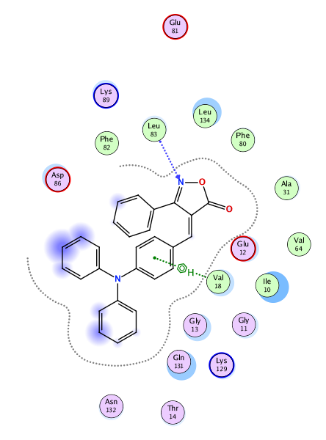 Glu
81
Lys
89
Leu
83
Leu
134
Phe
82
Phe
80
Asp
86
N
O
O
Ala
31
Glu
12
Val
64
H
Val
18
Ile
10
N
Gly
13
Gly
11
Gln
131
Lys
129
Asn
132
Thr
14